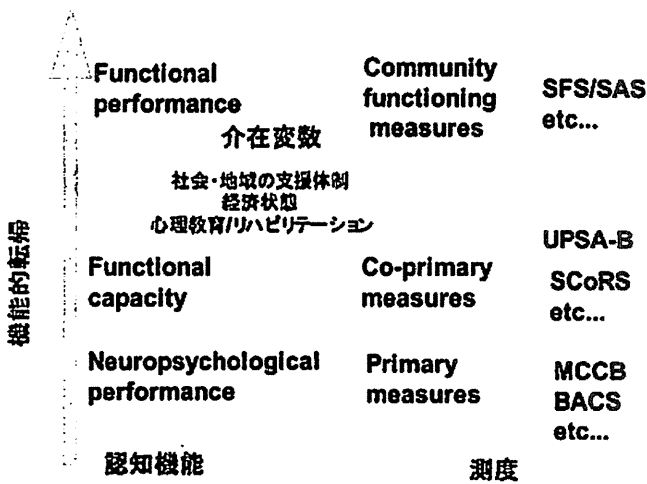 Functional
performance
Community
functioning
measures
SFS/SAS
etc...
介在変数
社会・地域の支援体制
経済状態
心理教育/リハビリテーション
機能的転帰
Functional
capacity
Co-primary
measures
UPSA-B
SCoRS
etc...
Neuropsychological
performance
Primary
measures
MCCB
BACS
etc...
認知機能
測度